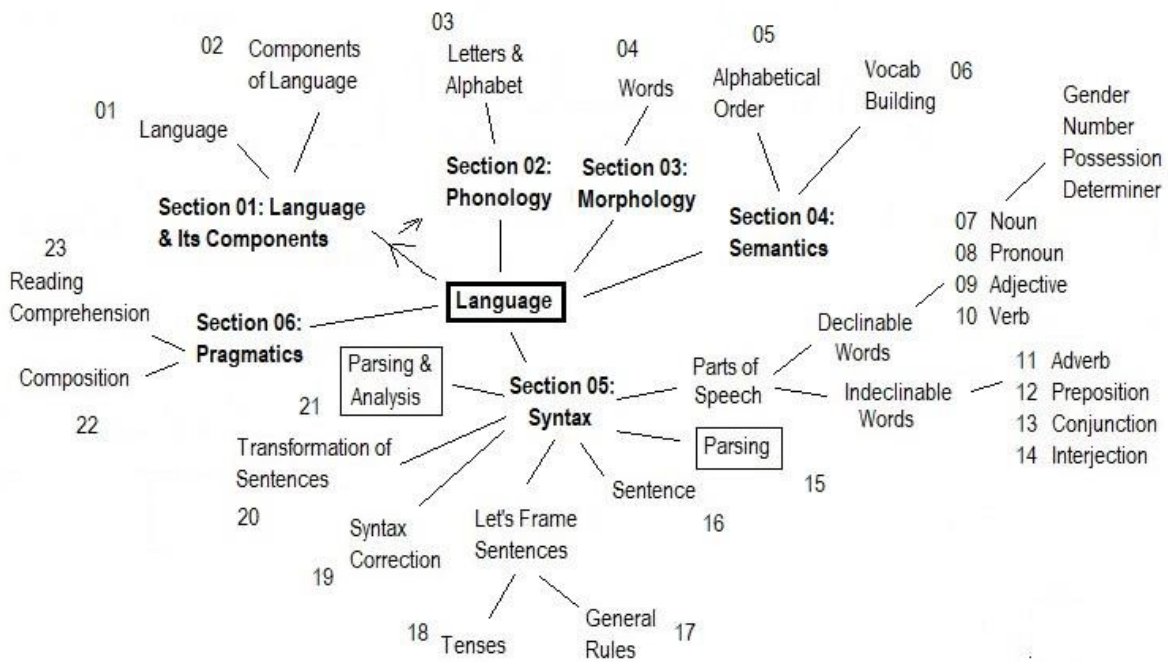 01
Language
02
Components
of Language
Section 01: Language
& Its Components
03
Letters &
Alphabet
Section 02:
Phonology
04
Words
Section 03:
Morphology
05
Alphabetical
Order
Vocab
Building
06
Section 04:
Semantics
Language
Section 05:
Syntax
Parts of
Speech
Declinable
Words
Gender
Number
Possession
Determiner
07 Noun
08 Pronoun
09 Adjective
10 Verb
Indeclinable
Words
11 Adverb
12 Preposition
13 Conjunction
14 Interjection
Parsing
15
Sentence
16
Let's Frame
Sentences
General
Rules
17
18
Tenses
Syntax
Correction
19
Transformation of
Sentences
20
Parsing &
Analysis
21
Section 06:
Pragmatics
Composition
22
23
Reading
Comprehension